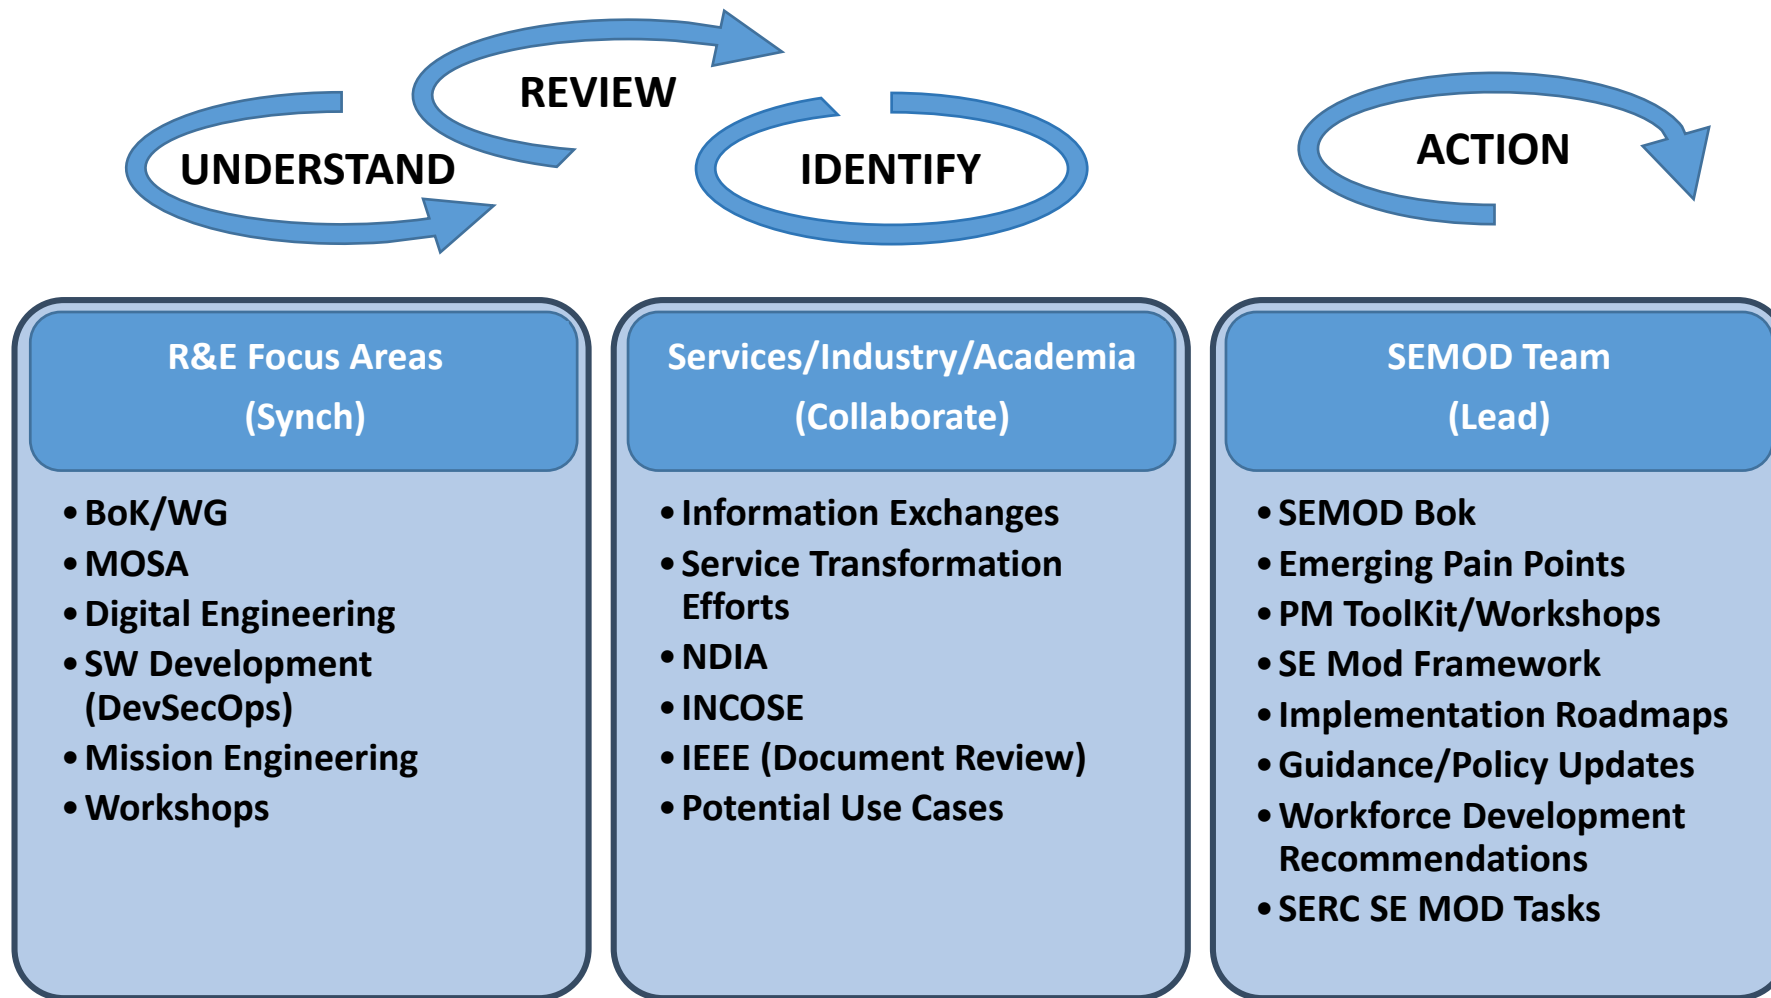 REVIEW
UNDERSTAND
IDENTIFY
ACTION
R&E Focus Areas
(Synch)
• BoK/WG
• MOSA
• Digital Engineering
• SW Development
(DevSecOps)
• Mission Engineering
• Workshops
Services/Industry/Academia
(Collaborate)
• Information Exchanges
• Service Transformation
Efforts
• NDIA
• INCOSE
• IEEE (Document Review)
• Potential Use Cases
SEMOD Team
(Lead)
• SEMOD Bok
• Emerging Pain Points
• PM ToolKit/Workshops
• SE Mod Framework
• Implementation Roadmaps
• Guidance/Policy Updates
• Workforce Development
Recommendations
• SERC SE MOD Tasks